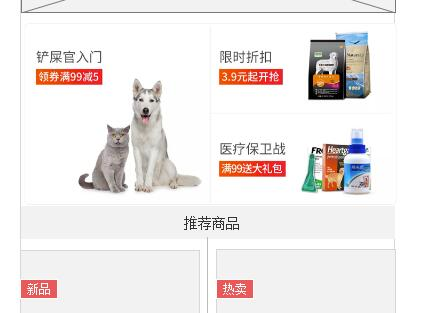 铲屎官入门
领券满99减5
限时折扣
3.9元起开抢
医疗保卫战
满99送大礼包
推荐商品
新品
热卖